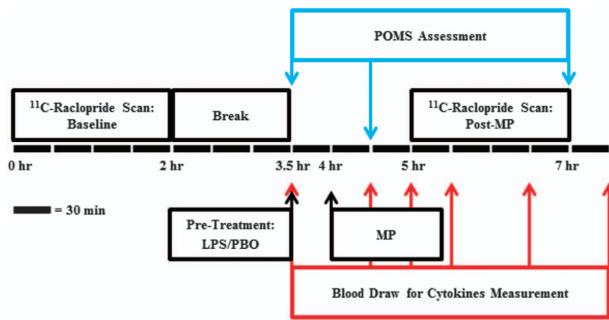 POMS Assessment
¹¹C-Raclopride Scan:
Baseline
Break
¹¹C-Raclopride Scan:
Post-MP
0 hr
2 hr
3.5 hr
4 hr
5 hr
7 hr
= 30 min
Pre-Treatment:
LPS/PBO
MP
Blood Draw for Cytokines Measurement